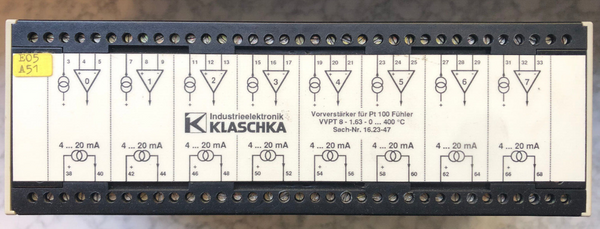 E05
A51
3 4 5 7 8 9 11 12 13 15 16 17 19 20 21 23 24 25 27 28 29 31 32 33
0 1 2 3 4 5 6 7
Industrieelektronik
KLASCHKA
Vorverstärker für Pt 100 Fühler
VVPT 8 - 1.63 - 0 ... 400 °C
Sach-Nr. 16.23-47
4 ... 20 mA 4 ... 20 mA 4 ... 20 mA 4 ... 20 mA 4 ... 20 mA 4 ... 20 mA 4 ... 20 mA 4 ... 20 mA
38 40 42 44 46 48 50 52 54 56 58 60 62 64 66 68